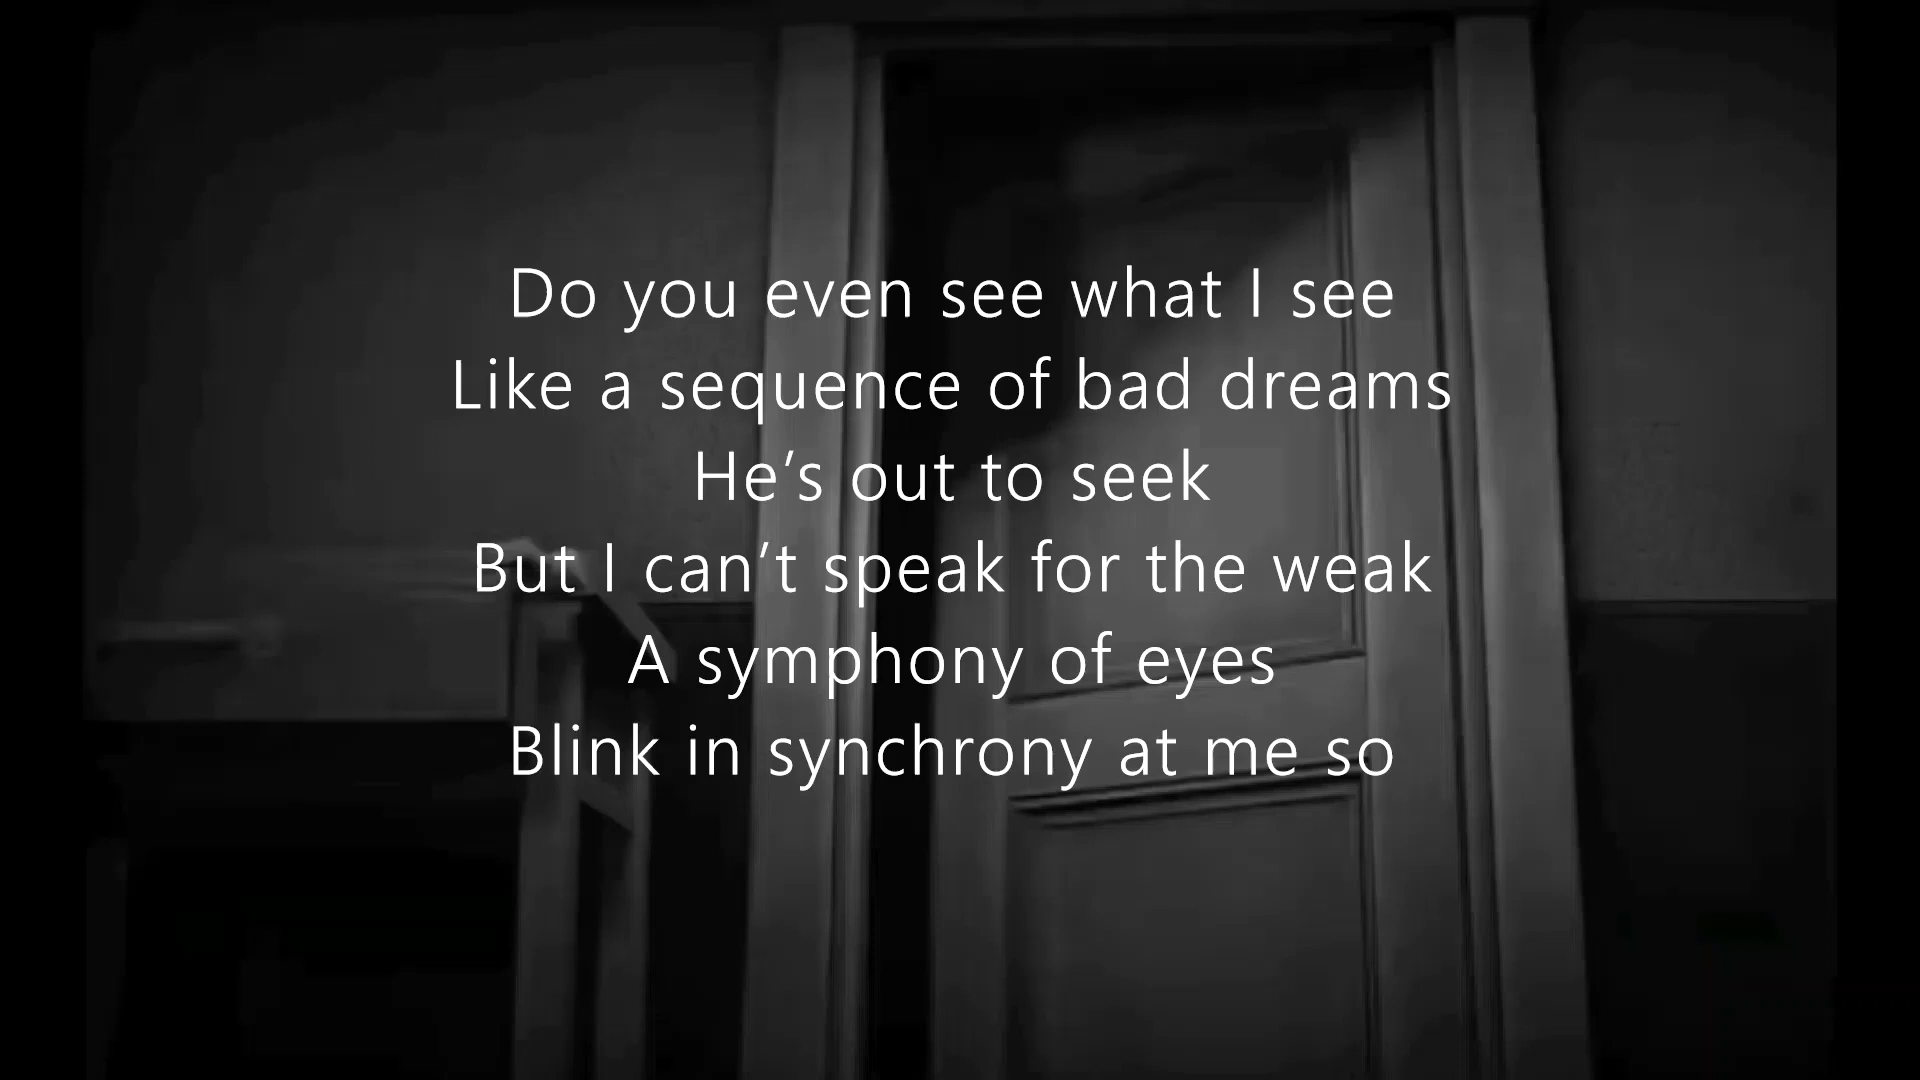 Do you even see what I see
Like a sequence of bad dreams
He’s out to seek
But I can’t speak for the weak
A symphony of eyes
Blink in synchrony at me so